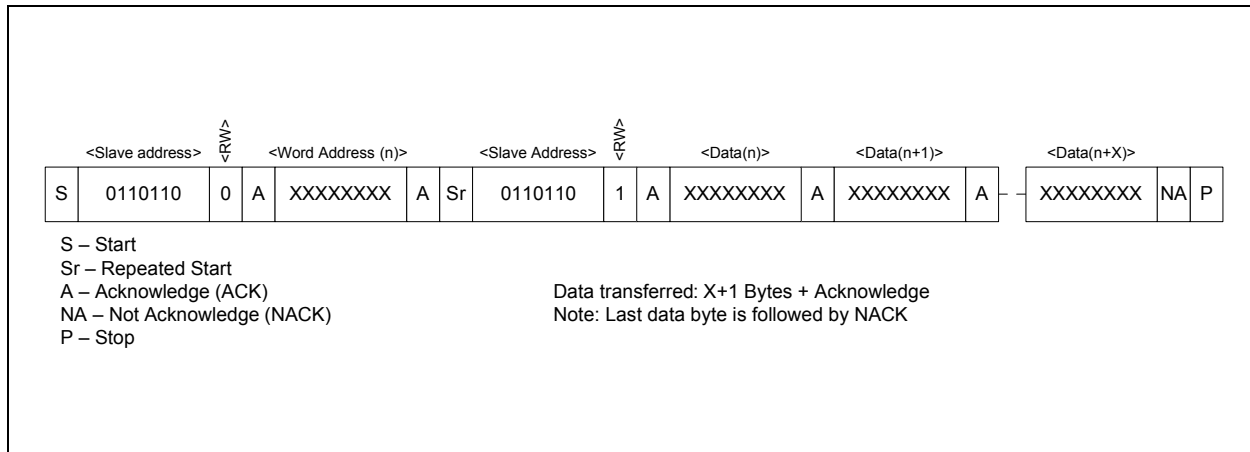 <Slave address> <RW> <Word Address (n)> <Slave Address> <RW> <Data(n)> <Data(n+1)> <Data(n+X)>
S 0110110 0 A XXXXXXXX A Sr 0110110 1 A XXXXXXXX A XXXXXXXX A XXXXXXXX NA P
S – Start
Sr – Repeated Start
A – Acknowledge (ACK)
NA – Not Acknowledge (NACK)
P – Stop
Data transferred: X+1 Bytes + Acknowledge
Note: Last data byte is followed by NACK